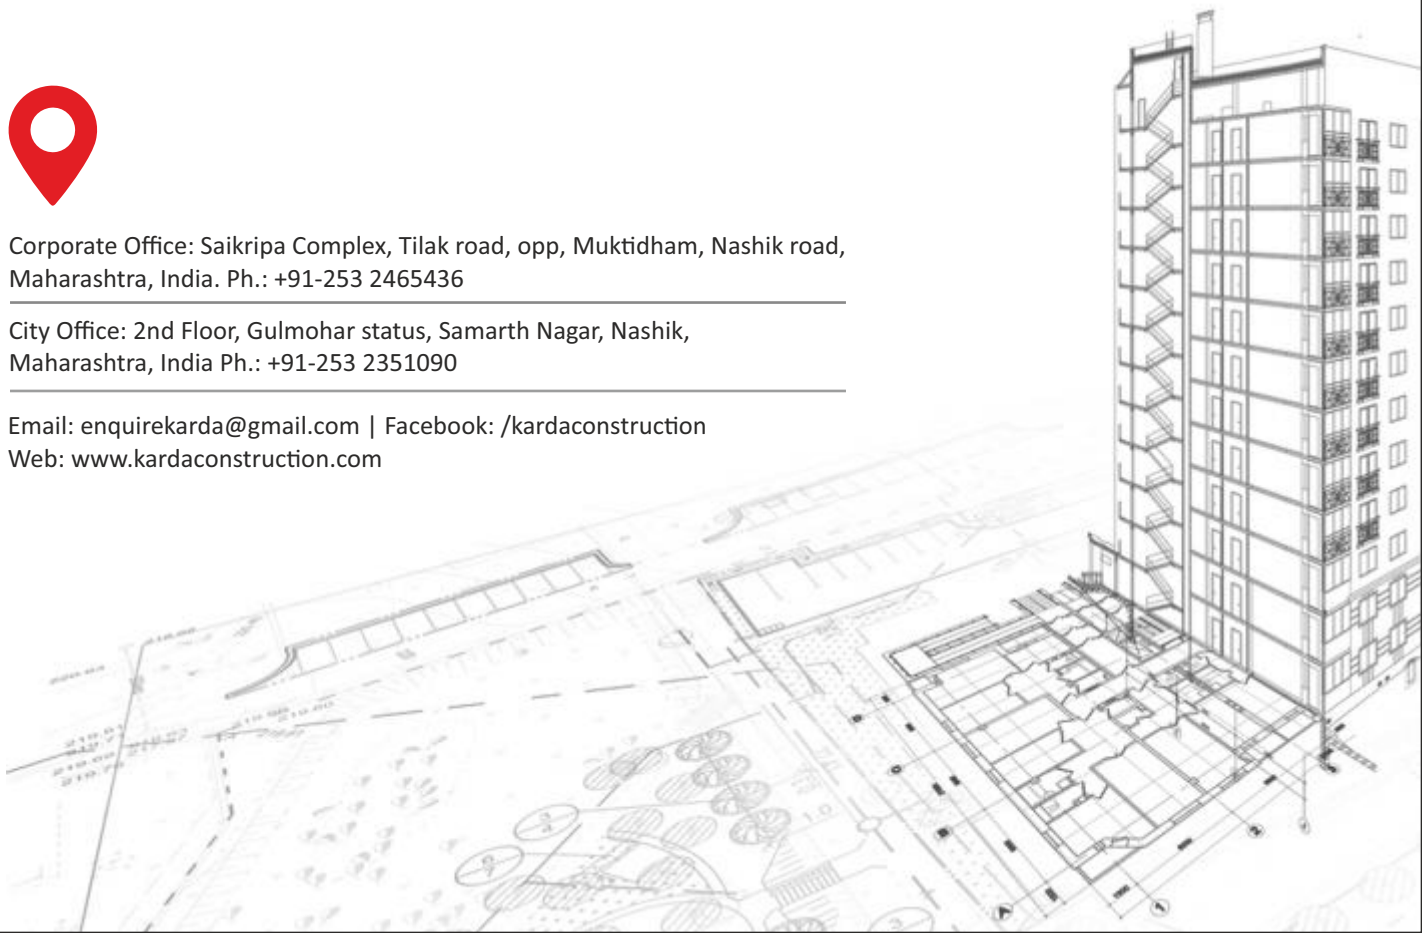 Corporate Office: Saikripa Complex, Tilak road, opp, Muktidham, Nashik road,
Maharashtra, India. Ph.: +91-253 2465436
City Office: 2nd Floor, Gulmohar status, Samarth Nagar, Nashik,
Maharashtra, India Ph.: +91-253 2351090
Email: enquirekarda@gmail.com | Facebook: /kardaconstruction
Web: www.kardaconstruction.com
A
1
2